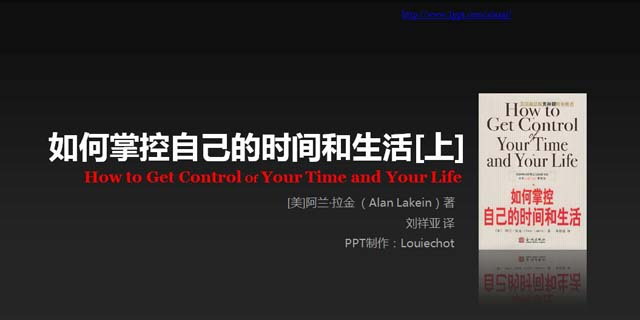 如何掌控自己的时间和生活[上]
How to Get Control Of Your Time and Your Life
[美]阿兰·拉金 （Alan Lakein）著
刘祥亚 译
PPT制作：Louiechot
How to
Get Control
Of
Your Time
and Your Life
如何掌控
自己的时间和生活